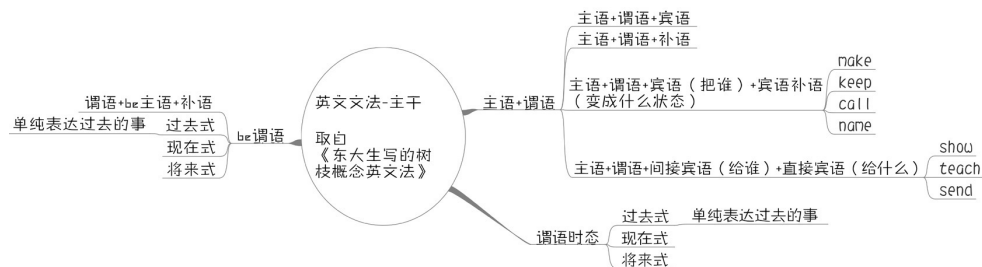 英文文法-主干
取自
《东大生写的树
枝概念英文法》
主语+谓语
主语+谓语+宾语
主语+谓语+补语
主语+谓语+宾语（把谁）+宾语补语
（变成什么状态）
make
keep
call
name
主语+谓语+间接宾语（给谁）+直接宾语（给什么）
show
teach
send
谓语时态
过去式
单纯表达过去的事
现在式
将来式
be谓语
谓语+be主语+补语
过去式
单纯表达过去的事
现在式
将来式